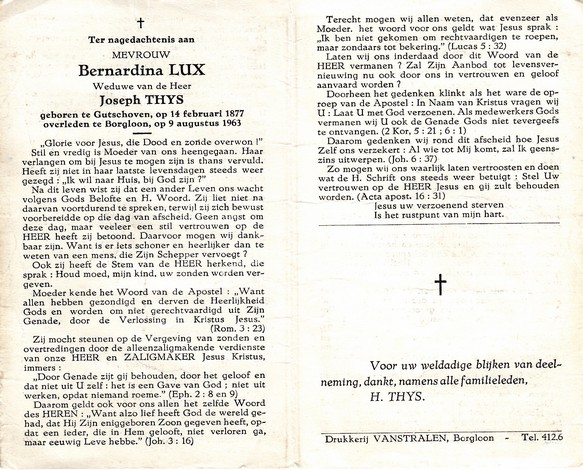 Ter nagedachtenis aan
MEVROUW
Bernardina LUX
Weduwe van de Heer
Joseph THYS
geboren te Gutschoven, op 14 februari 1877
overleden te Borgloon, op 9 augustus 1963
„Glorie voor Jesus, die Dood en zonde overwon !"
Stil en vredig is Moeder van ons heengegaan. Haar
verlangen om bij Jesus te mogen zijn is thans vervuld.
Heeft zij niet in haar laatste levensdagen steeds weer
gezegd : „Ik wil naar Huis, bij God zijn ?"
Na dit leven wist zij dat een ander Leven ons wacht
volgens Gods Belofte en H. Woord. Zij liet niet na
daarvan voortdurend te spreken, terwijl zij zich bewust
voorbereidde op die dag van afscheid. Geen angst om
deze dag, maar veeleer een stil vertrouwen op de
HEER heeft zij betoond. Daarvoor mogen wij dank-
baar zijn. Want is er iets schoner en heerlijker dan te
weten van een mens, die Zijn Schepper vervoegt ?
Ook zij heeft de Stem van de HEER herkend, die
sprak : Houd moed, mijn kind, uw zonden worden ver-
geven.
Moeder kende het Woord van de Apostel : „Want
allen hebben gezondigd en derven de Heerlijkheid
Gods en worden om niet gerechtvaardigd uit Zijn
Genade, door de Verlossing in Kristus Jesus."
(Rom. 3 : 23)
Zij mocht steunen op de Vergeving van zonden en
overtredingen door de alleenzaligmakende verdienste
van onze HEER en ZALIGMAKER Jesus Kristus,
immers :
„Door Genade zijt gij behouden, door het geloof en
dat niet uit U zelf : het is een Gave van God ; niet uit
werken, opdat niemand roeme." (Eph. 2 : 8 en 9)
Daarom geldt ook voor ons allen het zelfde Woord
des HEREN : „Want alzo lief heeft God de wereld ge-
had, dat Hij Zijn eniggeboren Zoon gegeven heeft, op-
dat een ieder, die in Hem gelooft, niet verloren ga,
maar eeuwig Leve hebbe." (Joh. 3 : 16)
Terecht mogen wij allen weten, dat evenzeer als
Moeder. het woord voor ons geldt wat Jesus sprak :
„Ik ben niet gekomen om rechtvaardigen te roepen,
maar zondaars tot bekering." (Lucas 5 : 32)
Laten wij ons inderdaad door dit Woord van de
HEER vermanen ? Zal Zijn Aanbod tot levensver-
nieuwing nu ook door ons in vertrouwen en geloof
aanvaard worden ?
Doorheen het gedenken klinkt als het ware de op-
roep van de Apostel : In Naam van Kristus vragen wij
U : Laat U met God verzoenen. Als medewerkers Gods
vermanen wij U ook de Genade Gods niet tevergeefs
te ontvangen. (2 Kor, 5 : 21 ; 6 : 1)
Daarom gedenken wij rond dit afscheid hoe Jesus
Zelf ons verzekert : Al wie tot Mij komt, zal Ik geens-
zins uitwerpen. (Joh. 6 : 37)
Zo mogen wij ons waarlijk laten vertroosten en doen
wat de H. Schrift ons steeds weer betuigt : Stel Uw
vertrouwen op de HEER Jesus en gij zult behouden
worden. (Acta apost. 16 : 31)
Jesus uw verzoenend sterven
Is het rustpunt van mijn hart.
Voor uw weldadige blijken van deel-
neming, dankt, namens alle familieleden,
H. THYS.
Drukkerij VANSTRALEN, Borgloon - Tel. 412.6